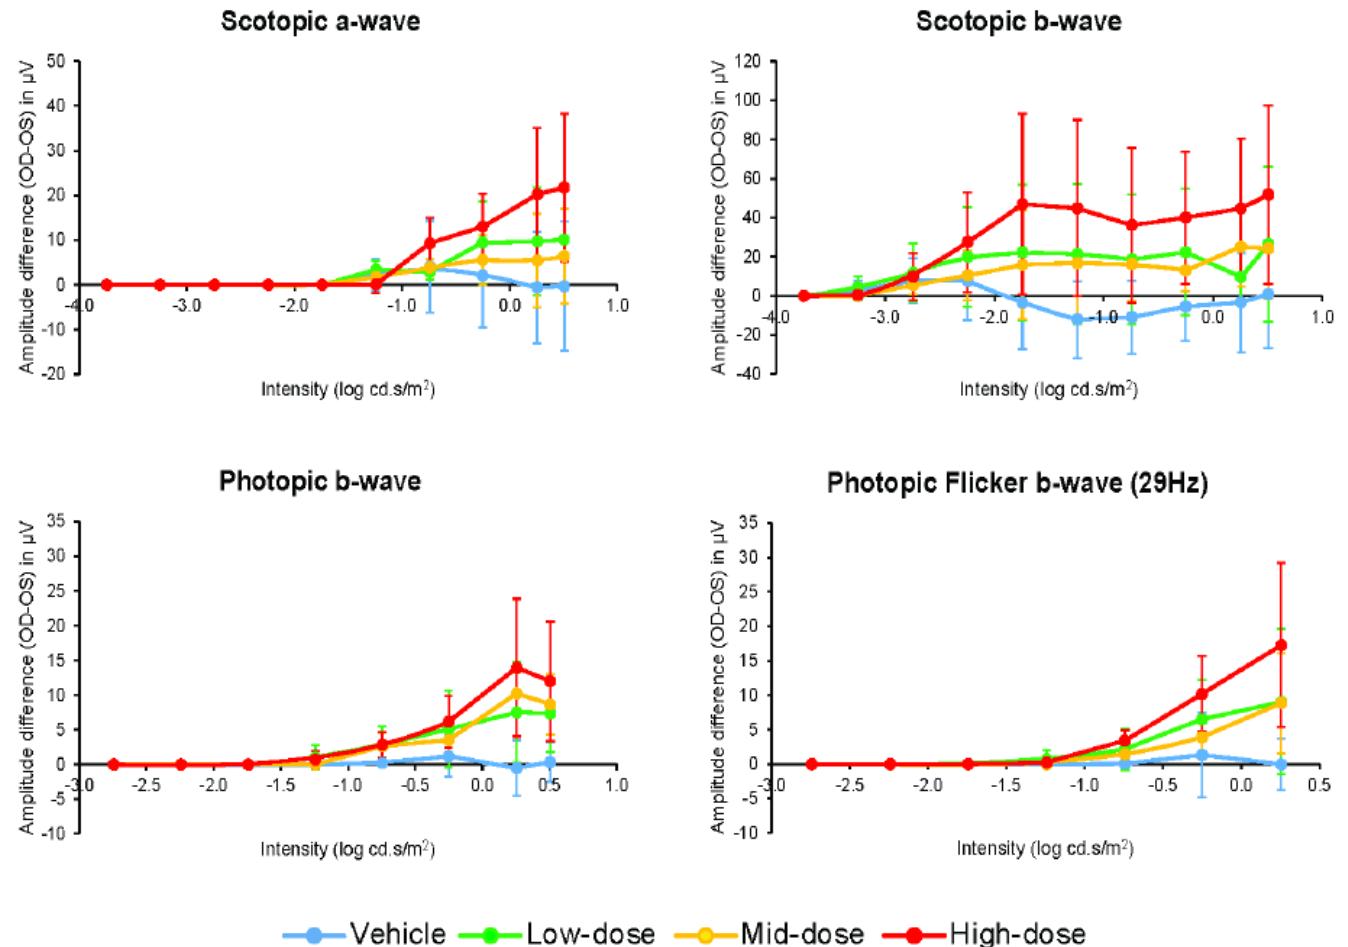 Scotopic a-wave
Amplitude difference (OD-OS) in µV
50
40
30
20
10
0
-10
-20
-4.0 -3.0 -2.0 -1.0 0.0 1.0
Intensity (log cd.s/m²)
Scotopic b-wave
Amplitude difference (OD-OS) in µV
120
100
80
60
40
20
0
-20
-40
-4.0 -3.0 -2.0 -1.0 0.0 1.0
Intensity (log cd.s/m²)
Photopic b-wave
Amplitude difference (OD-OS) in µV
35
30
25
20
15
10
5
0
-5
-10
-3.0 -2.5 -2.0 -1.5 -1.0 -0.5 0.0 0.5 1.0
Intensity (log cd.s/m²)
Photopic Flicker b-wave (29Hz)
Amplitude difference (OD-OS) in µV
35
30
25
20
15
10
5
0
-5
-10
-3.0 -2.5 -2.0 -1.5 -1.0 -0.5 0.0 0.5
Intensity (log cd.s/m²)
Vehicle Low-dose Mid-dose High-dose